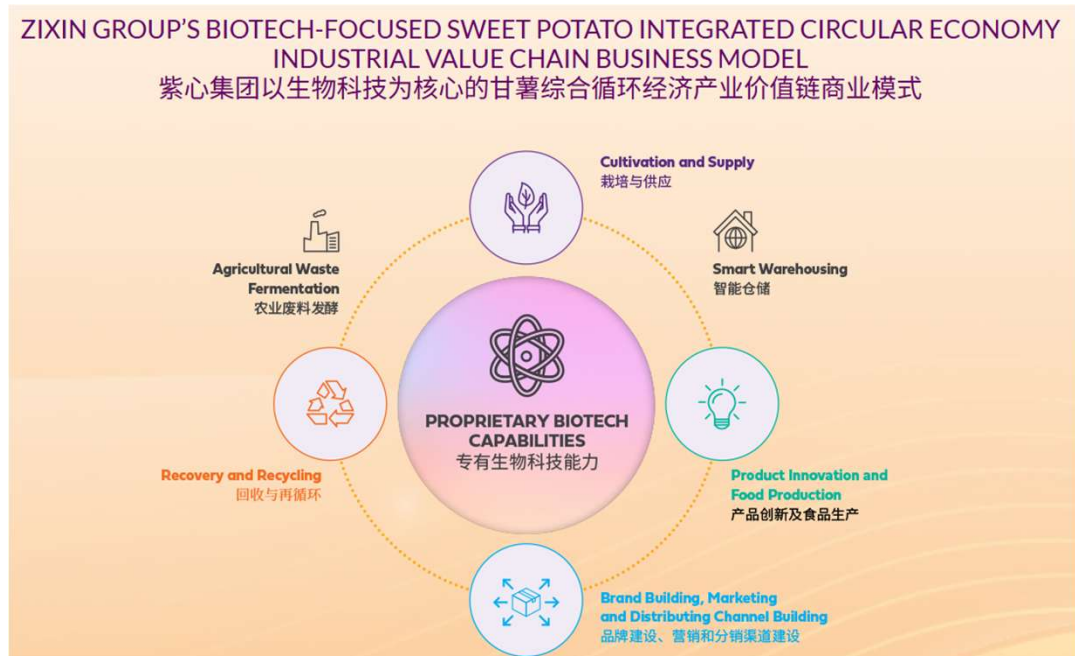 ZIXIN GROUP'S BIOTECH-FOCUSED SWEET POTATO INTEGRATED CIRCULAR ECONOMY
INDUSTRIAL VALUE CHAIN BUSINESS MODEL
紫心集团以生物科技为核心的甘薯综合循环经济产业价值链商业模式
Cultivation and Supply
栽培与供应
Agricultural Waste
Fermentation
农业废料发酵
Smart Warehousing
智能仓储
PROPRIETARY BIOTECH
CAPABILITIES
专有生物科技能力
Recovery and Recycling
回收与再循环
Product Innovation and
Food Production
产品创新及食品生产
Brand Building, Marketing
and Distributing Channel Building
品牌建设、营销和分销渠道建设